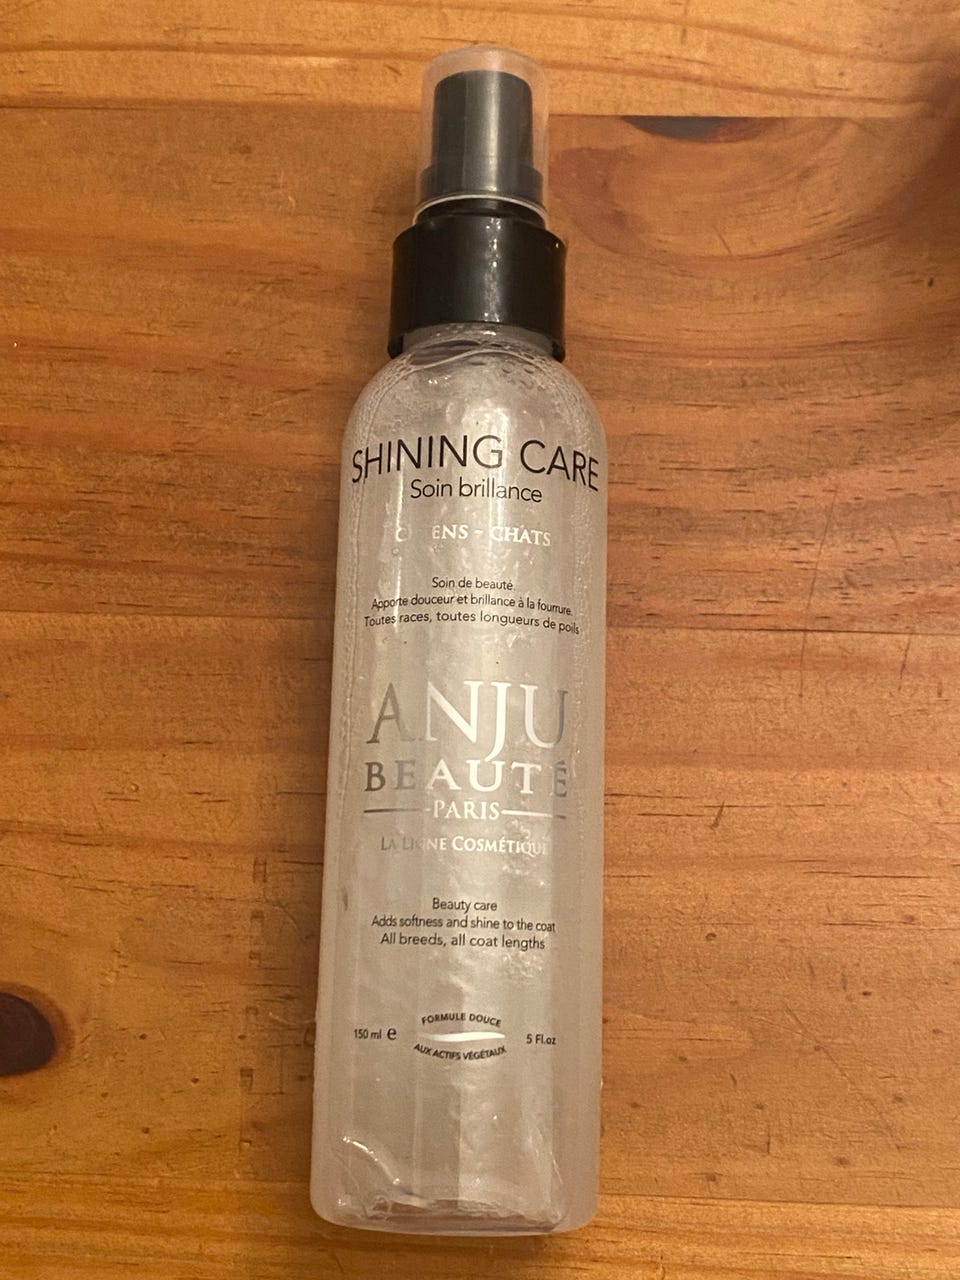 SHINING CARE
Soin brillance
CHIENS - CHATS
Soin de beauté
Apporte douceur et brillance à la fourrure.
Toutes races, toutes longueurs de poils
ANJU
BEAUTÉ
PARIS
LA LIGNE COSMÉTIQUE
Beauty care
Adds softness and shine to the coat
All breeds, all coat lengths
FORMULE DOUCE
150 ml e
5 Fl.oz
AUX ACTIFS VÉGÉTAUX